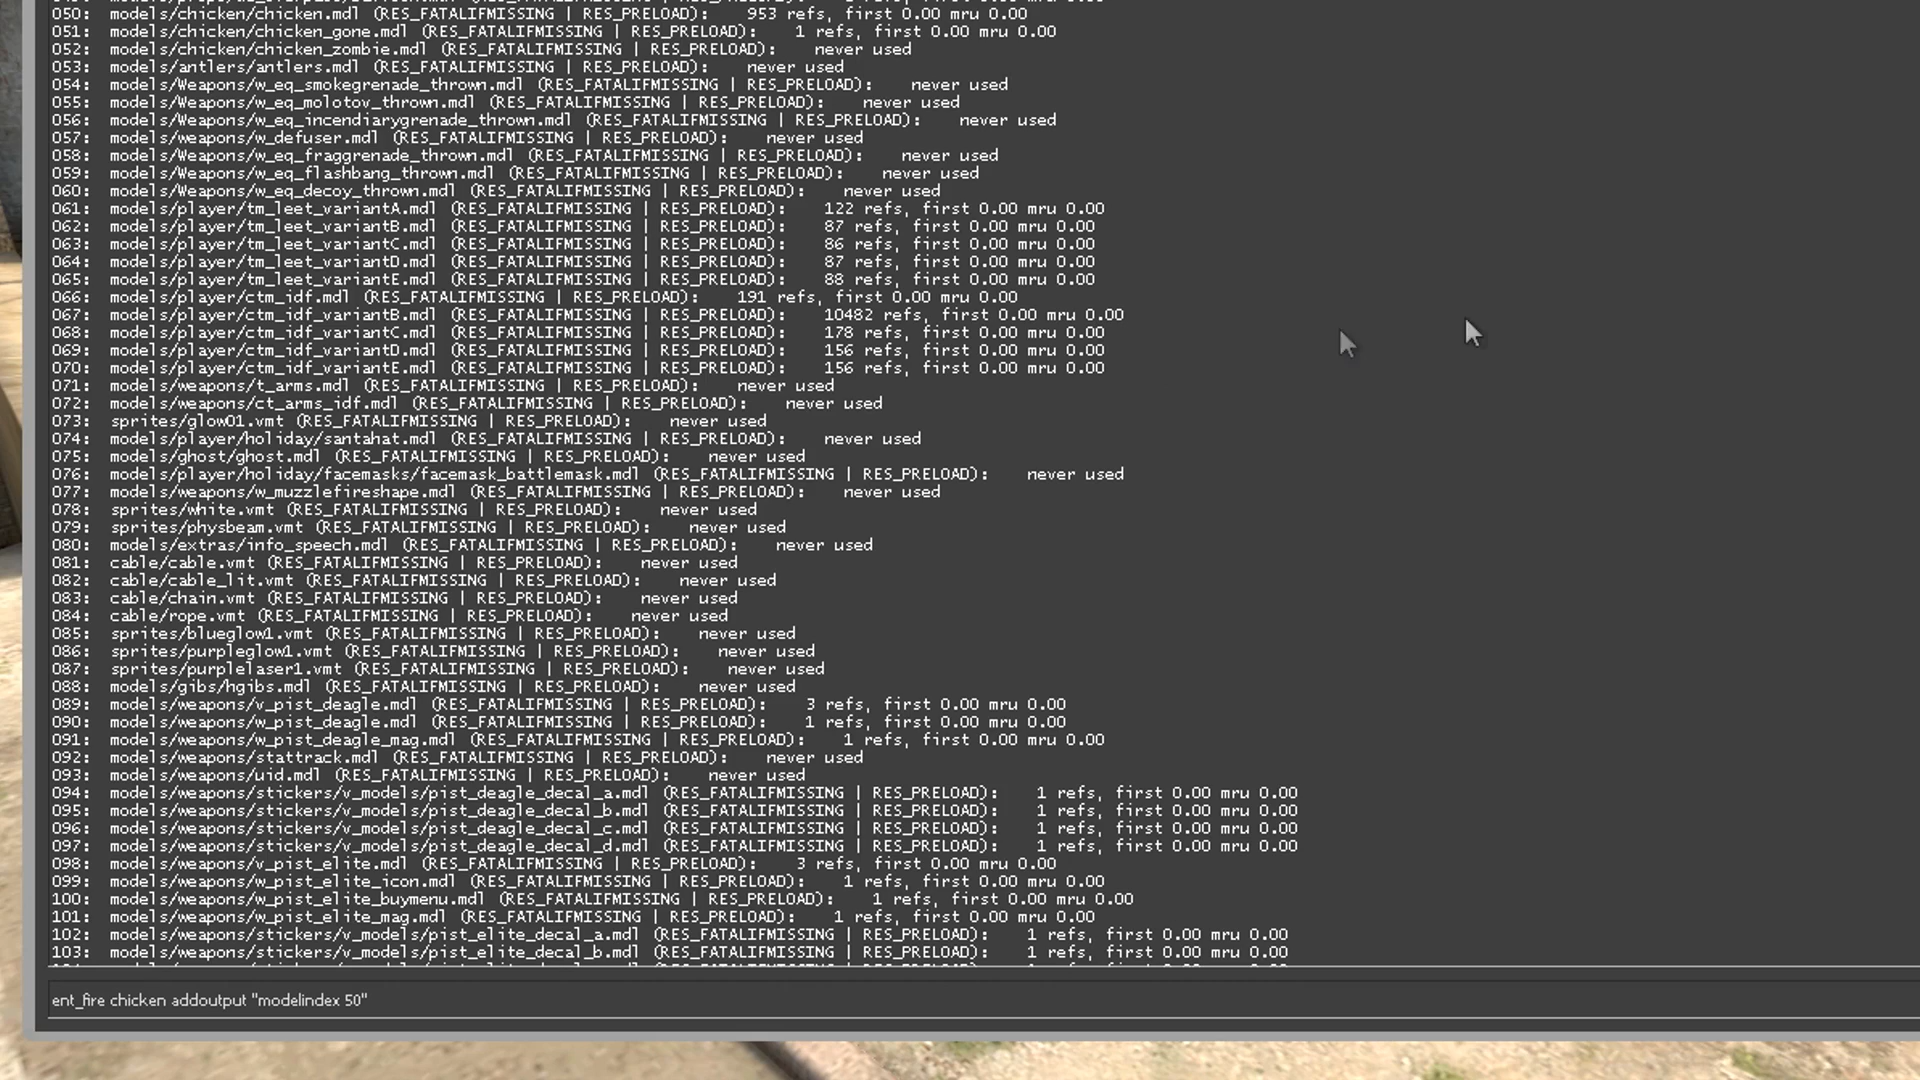 050: models/chicken/chicken.mdl (RES_FATALIFMISSING | RES_PRELOAD): 953 refs, first 0.00 mru 0.00
051: models/chicken/chicken_gone.mdl (RES_FATALIFMISSING | RES_PRELOAD): 1 refs, first 0.00 mru 0.00
052: models/chicken/chicken_zombie.mdl (RES_FATALIFMISSING | RES_PRELOAD): never used
053: models/antlers/antlers.mdl (RES_FATALIFMISSING | RES_PRELOAD): never used
054: models/Weapons/w_eq_smokegrenade_thrown.mdl (RES_FATALIFMISSING | RES_PRELOAD): never used
055: models/Weapons/w_eq_molotov_thrown.mdl (RES_FATALIFMISSING | RES_PRELOAD): never used
056: models/Weapons/w_eq_incendiarygrenade_thrown.mdl (RES_FATALIFMISSING | RES_PRELOAD): never used
057: models/weapons/w_defuser.mdl (RES_FATALIFMISSING | RES_PRELOAD): never used
058: models/Weapons/w_eq_fraggrenade_thrown.mdl (RES_FATALIFMISSING | RES_PRELOAD): never used
059: models/Weapons/w_eq_flashbang_thrown.mdl (RES_FATALIFMISSING | RES_PRELOAD): never used
060: models/Weapons/w_eq_decoy_thrown.mdl (RES_FATALIFMISSING | RES_PRELOAD): never used
061: models/player/tm_leet_variantA.mdl (RES_FATALIFMISSING | RES_PRELOAD): 122 refs, first 0.00 mru 0.00
062: models/player/tm_leet_variantB.mdl (RES_FATALIFMISSING | RES_PRELOAD): 87 refs, first 0.00 mru 0.00
063: models/player/tm_leet_variantC.mdl (RES_FATALIFMISSING | RES_PRELOAD): 86 refs, first 0.00 mru 0.00
064: models/player/tm_leet_variantD.mdl (RES_FATALIFMISSING | RES_PRELOAD): 87 refs, first 0.00 mru 0.00
065: models/player/tm_leet_variantE.mdl (RES_FATALIFMISSING | RES_PRELOAD): 88 refs, first 0.00 mru 0.00
066: models/player/ctm_idf.mdl (RES_FATALIFMISSING | RES_PRELOAD): 191 refs, first 0.00 mru 0.00
067: models/player/ctm_idf_variantB.mdl (RES_FATALIFMISSING | RES_PRELOAD): 10482 refs, first 0.00 mru 0.00
068: models/player/ctm_idf_variantC.mdl (RES_FATALIFMISSING | RES_PRELOAD): 178 refs, first 0.00 mru 0.00
069: models/player/ctm_idf_variantD.mdl (RES_FATALIFMISSING | RES_PRELOAD): 156 refs, first 0.00 mru 0.00
070: models/player/ctm_idf_variantE.mdl (RES_FATALIFMISSING | RES_PRELOAD): 156 refs, first 0.00 mru 0.00
071: models/weapons/t_arms.mdl (RES_FATALIFMISSING | RES_PRELOAD): never used
072: models/weapons/ct_arms_idf.mdl (RES_FATALIFMISSING | RES_PRELOAD): never used
073: sprites/glow01.vmt (RES_FATALIFMISSING | RES_PRELOAD): never used
074: models/player/holiday/santahat.mdl (RES_FATALIFMISSING | RES_PRELOAD): never used
075: models/ghost/ghost.mdl (RES_FATALIFMISSING | RES_PRELOAD): never used
076: models/player/holiday/facemasks/facemask_battlemask.mdl (RES_FATALIFMISSING | RES_PRELOAD): never used
077: models/weapons/w_muzzlefireshape.mdl (RES_FATALIFMISSING | RES_PRELOAD): never used
078: sprites/white.vmt (RES_FATALIFMISSING | RES_PRELOAD): never used
079: sprites/physbeam.vmt (RES_FATALIFMISSING | RES_PRELOAD): never used
080: models/extras/info_speech.mdl (RES_FATALIFMISSING | RES_PRELOAD): never used
081: cable/cable.vmt (RES_FATALIFMISSING | RES_PRELOAD): never used
082: cable/cable_lit.vmt (RES_FATALIFMISSING | RES_PRELOAD): never used
083: cable/chain.vmt (RES_FATALIFMISSING | RES_PRELOAD): never used
084: cable/rope.vmt (RES_FATALIFMISSING | RES_PRELOAD): never used
085: sprites/blueglow1.vmt (RES_FATALIFMISSING | RES_PRELOAD): never used
086: sprites/purpleglow1.vmt (RES_FATALIFMISSING | RES_PRELOAD): never used
087: sprites/purplelaser1.vmt (RES_FATALIFMISSING | RES_PRELOAD): never used
088: models/gibs/hgibs.mdl (RES_FATALIFMISSING | RES_PRELOAD): never used
089: models/weapons/v_pist_deagle.mdl (RES_FATALIFMISSING | RES_PRELOAD): 3 refs, first 0.00 mru 0.00
090: models/weapons/w_pist_deagle.mdl (RES_FATALIFMISSING | RES_PRELOAD): 1 refs, first 0.00 mru 0.00
091: models/weapons/w_pist_deagle_mag.mdl (RES_FATALIFMISSING | RES_PRELOAD): 1 refs, first 0.00 mru 0.00
092: models/weapons/stattrack.mdl (RES_FATALIFMISSING | RES_PRELOAD): never used
093: models/weapons/uid.mdl (RES_FATALIFMISSING | RES_PRELOAD): never used
094: models/weapons/stickers/v_models/pist_deagle_decal_a.mdl (RES_FATALIFMISSING | RES_PRELOAD): 1 refs, first 0.00 mru 0.00
095: models/weapons/stickers/v_models/pist_deagle_decal_b.mdl (RES_FATALIFMISSING | RES_PRELOAD): 1 refs, first 0.00 mru 0.00
096: models/weapons/stickers/v_models/pist_deagle_decal_c.mdl (RES_FATALIFMISSING | RES_PRELOAD): 1 refs, first 0.00 mru 0.00
097: models/weapons/stickers/v_models/pist_deagle_decal_d.mdl (RES_FATALIFMISSING | RES_PRELOAD): 1 refs, first 0.00 mru 0.00
098: models/weapons/v_pist_elite.mdl (RES_FATALIFMISSING | RES_PRELOAD): 3 refs, first 0.00 mru 0.00
099: models/weapons/w_pist_elite_icon.mdl (RES_FATALIFMISSING | RES_PRELOAD): 1 refs, first 0.00 mru 0.00
100: models/weapons/w_pist_elite_buymenu.mdl (RES_FATALIFMISSING | RES_PRELOAD): 1 refs, first 0.00 mru 0.00
101: models/weapons/w_pist_elite_mag.mdl (RES_FATALIFMISSING | RES_PRELOAD): 1 refs, first 0.00 mru 0.00
102: models/weapons/stickers/v_models/pist_elite_decal_a.mdl (RES_FATALIFMISSING | RES_PRELOAD): 1 refs, first 0.00 mru 0.00
103: models/weapons/stickers/v_models/pist_elite_decal_b.mdl (RES_FATALIFMISSING | RES_PRELOAD): 1 refs, first 0.00 mru 0.00
ent_fire chicken addoutput "modelindex 50"